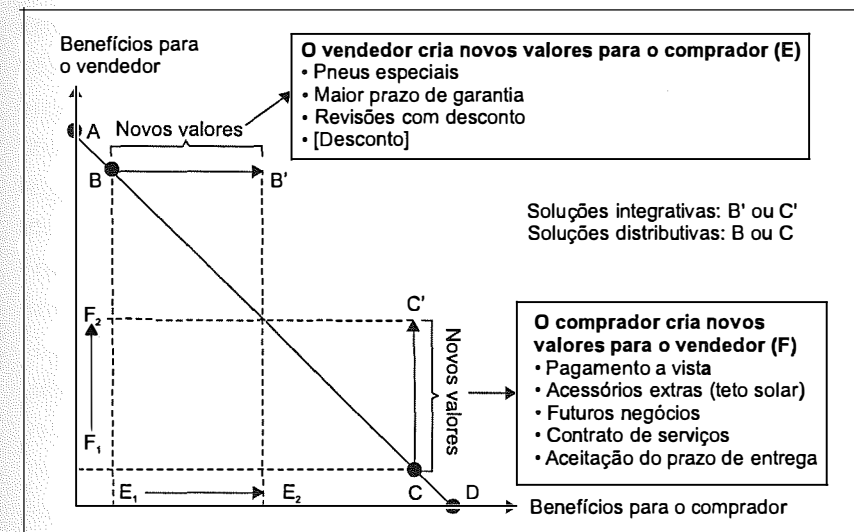 Benefícios para
o vendedor
O vendedor cria novos valores para o comprador (E)
• Pneus especiais
• Maior prazo de garantia
• Revisões com desconto
• [Desconto]
A
Novos valores
B
B'
Soluções integrativas: B' ou C'
Soluções distributivas: B ou C
F₂
C'
Novos valores
O comprador cria novos
valores para o vendedor (F)
• Pagamento a vista
• Acessórios extras (teto solar)
• Futuros negócios
• Contrato de serviços
• Aceitação do prazo de entrega
F₁
E₁
E₂
C
D
Benefícios para o comprador